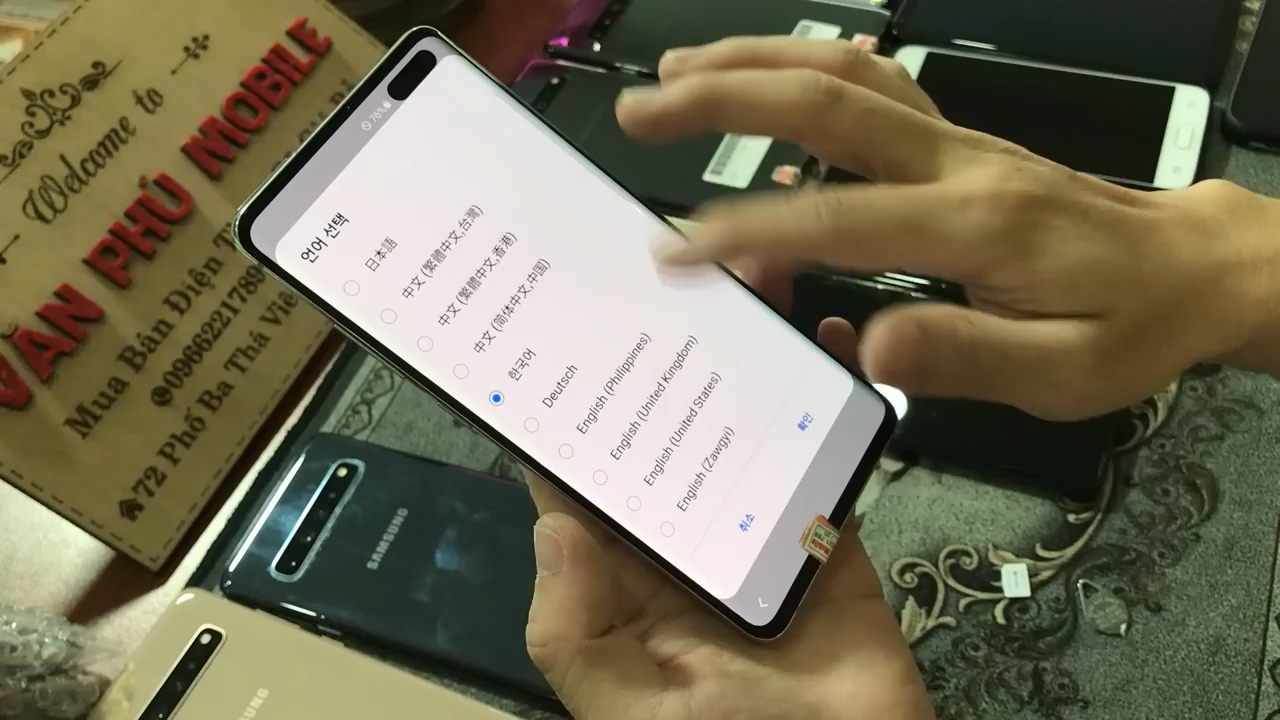 Welcome to
VĂN PHÚ MOBILE
Mua Bán Điện T
72 Phố Ba Thá Viê
76%
언어 선택
日本語
中文 (繁體中文,台灣)
中文 (繁體中文,香港)
中文 (简体中文,中国)
한국어
Deutsch
English (Philippines)
English (United Kingdom)
English (United States)
English (Zawgyi)
취소
확인
SAMSUNG